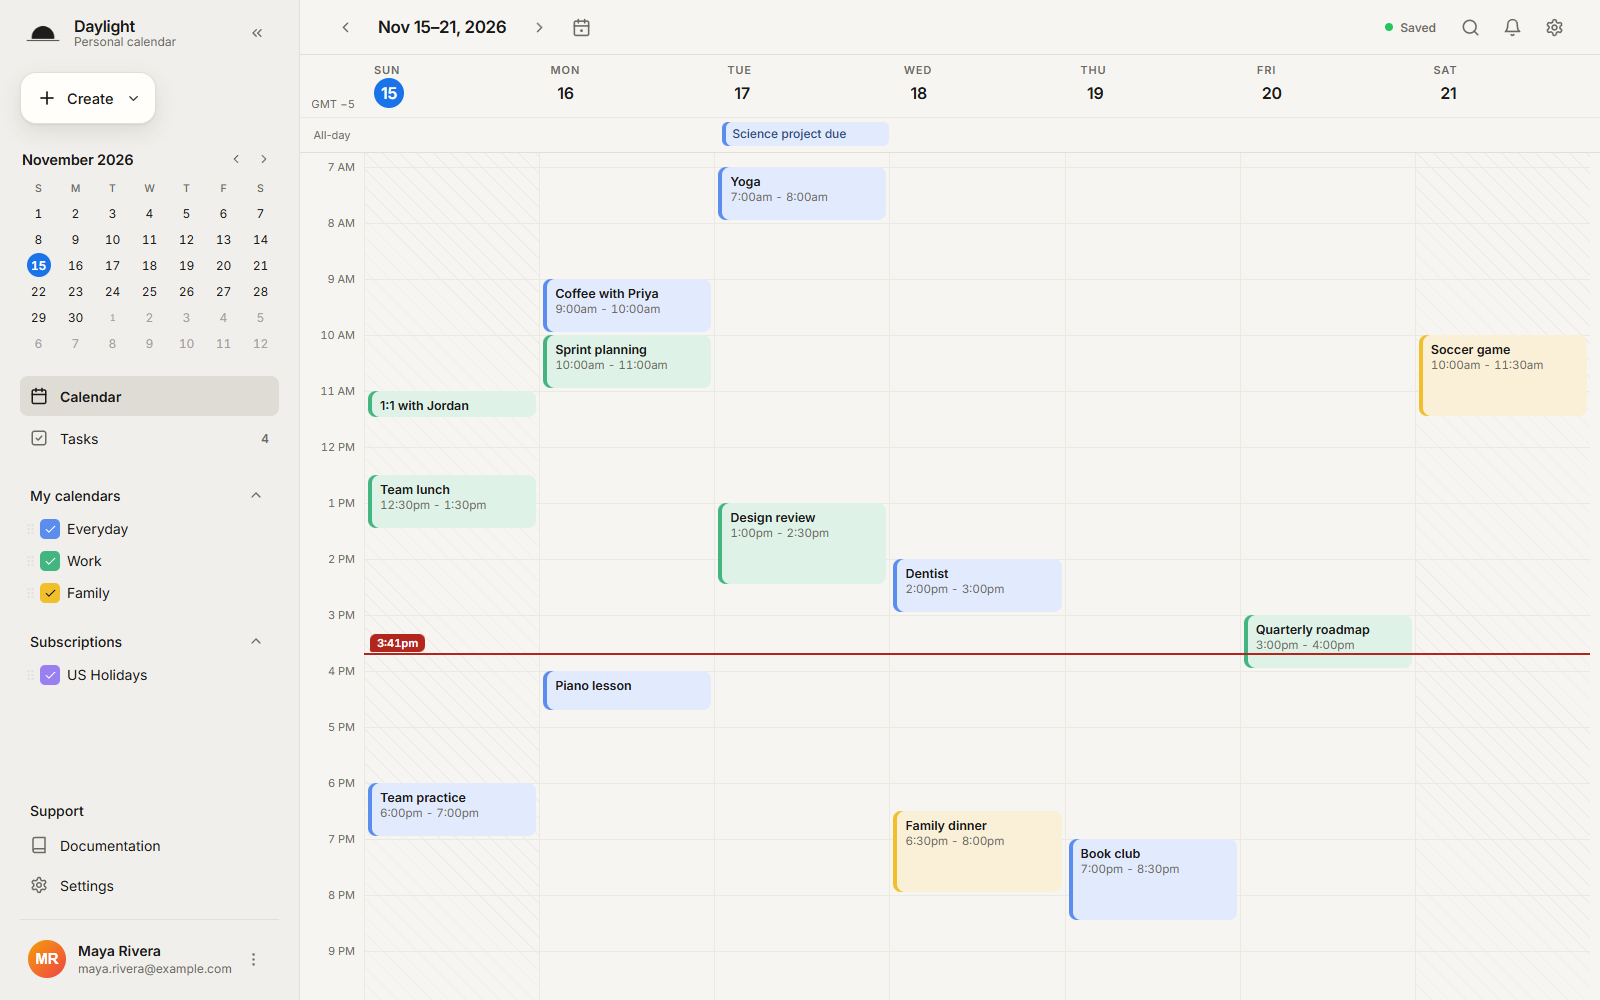 Daylight
Personal calendar
Create
November 2026
S M T W T F S
1 2 3 4 5 6 7
8 9 10 11 12 13 14
15 16 17 18 19 20 21
22 23 24 25 26 27 28
29 30 1 2 3 4 5
6 7 8 9 10 11 12
Calendar
Tasks 4
My calendars
Everyday
Work
Family
Subscriptions
US Holidays
Support
Documentation
Settings
MR
Maya Rivera
maya.rivera@example.com
Nov 15–21, 2026
Saved
GMT −5
SUN 15
MON 16
TUE 17
WED 18
THU 19
FRI 20
SAT 21
All-day
Science project due
7 AM
8 AM
9 AM
10 AM
11 AM
12 PM
1 PM
2 PM
3 PM
4 PM
5 PM
6 PM
7 PM
8 PM
9 PM
1:1 with Jordan
Team lunch
12:30pm - 1:30pm
3:41pm
Team practice
6:00pm - 7:00pm
Coffee with Priya
9:00am - 10:00am
Sprint planning
10:00am - 11:00am
Piano lesson
Yoga
7:00am - 8:00am
Design review
1:00pm - 2:30pm
Dentist
2:00pm - 3:00pm
Family dinner
6:30pm - 8:00pm
Book club
7:00pm - 8:30pm
Quarterly roadmap
3:00pm - 4:00pm
Soccer game
10:00am - 11:30am